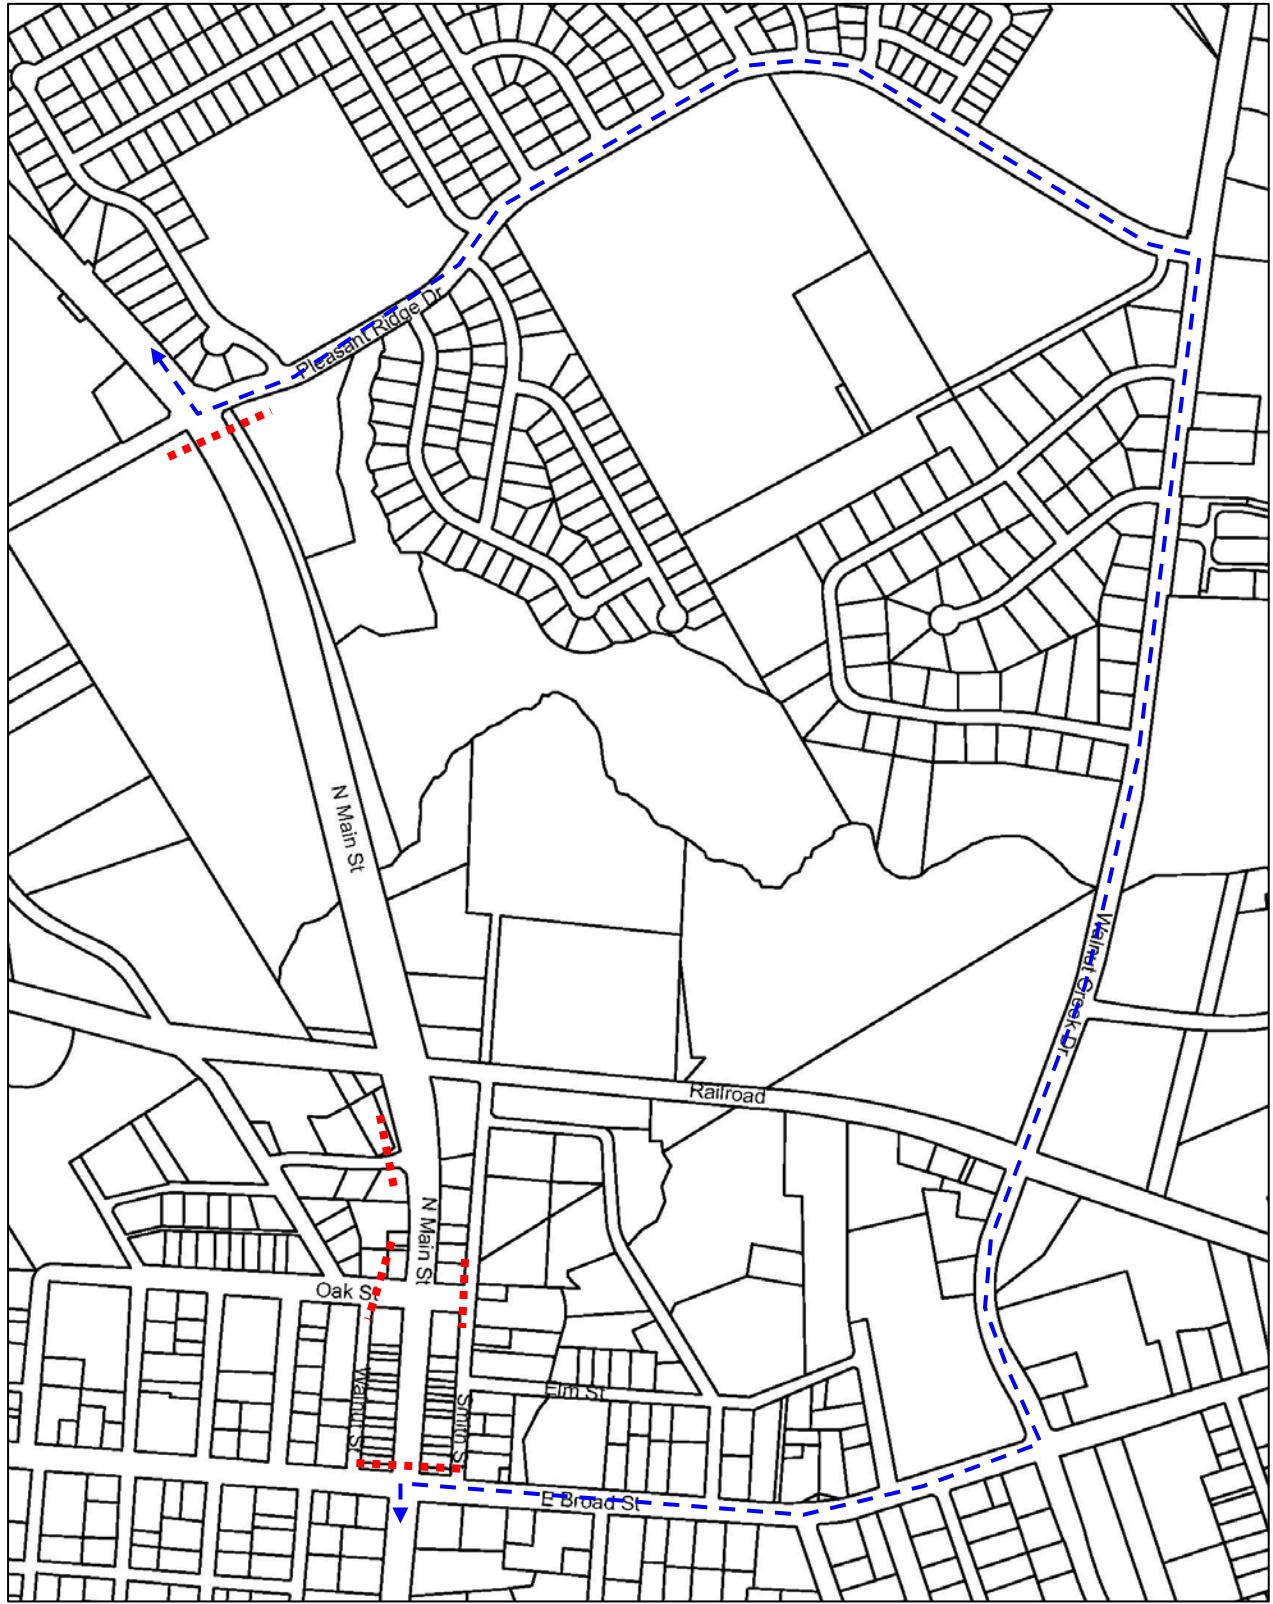 Pleasant Ridge Dr
N Main St
Walnut Creek Dr
Railroad
N Main St
Oak St
Walnut St
Smith St
Elm St
E Broad St